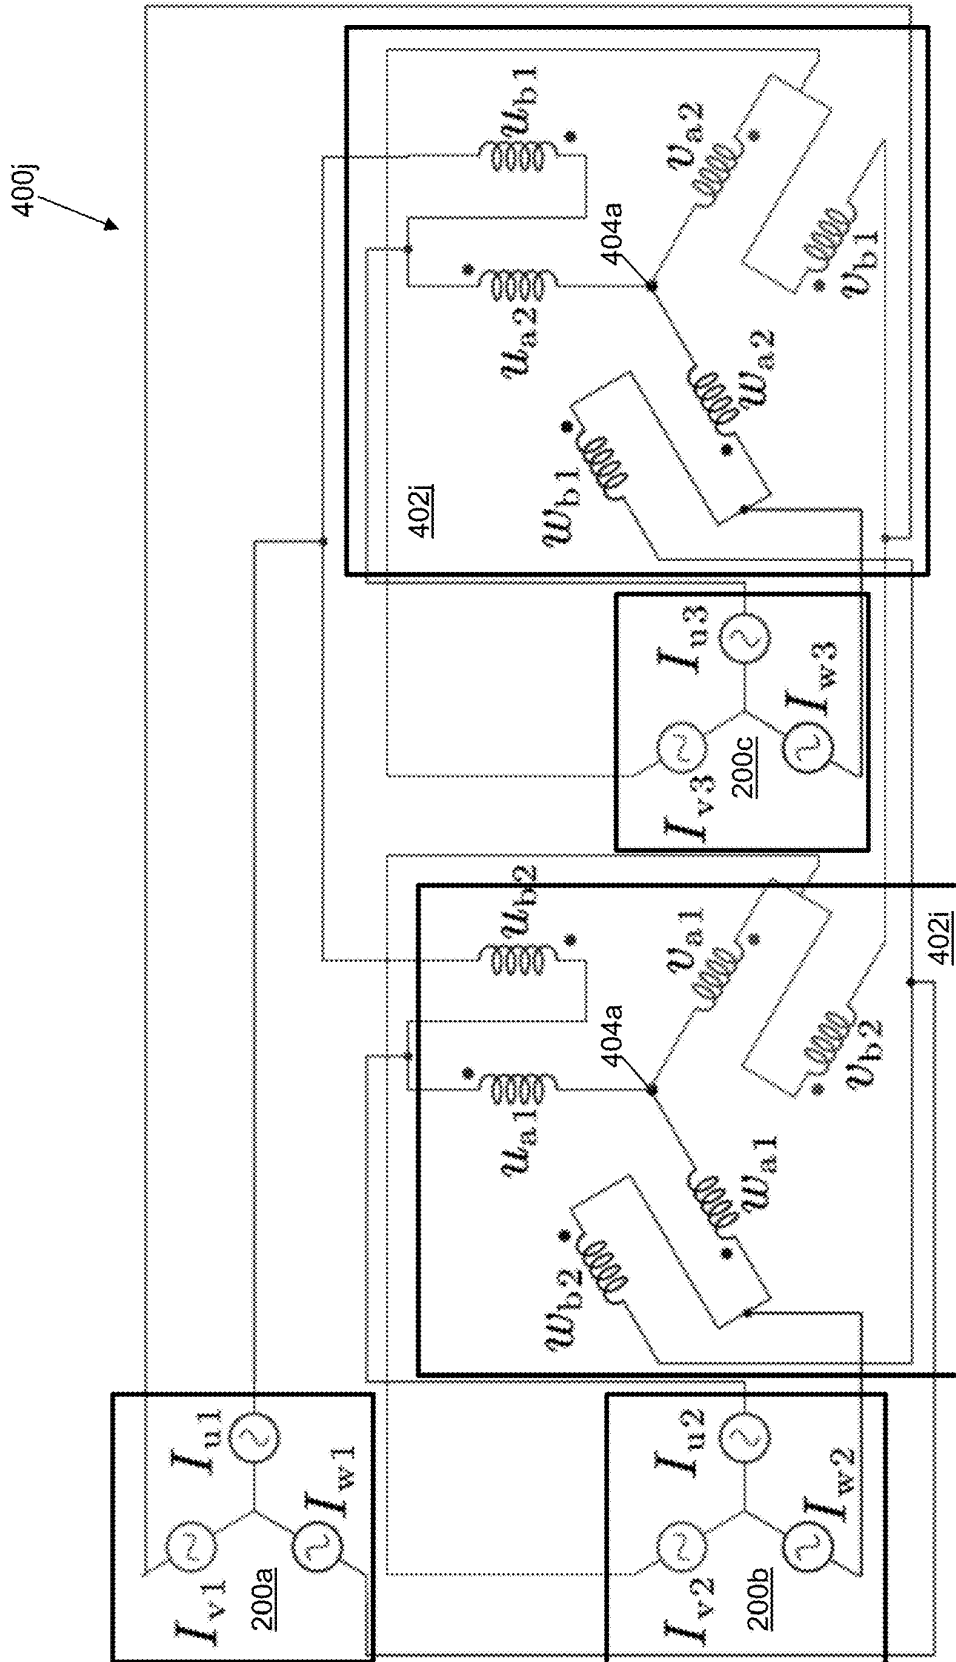 400j
402j
u_b1
u_a2
v_a2
404a
v_b1
w_a2
w_b1
I_u3
I_v3
I_w3
200c
u_b2
u_a1
v_a1
404a
v_b2
w_a1
w_b2
402i
I_u1
I_v1
I_w1
200a
I_u2
I_v2
I_w2
200b